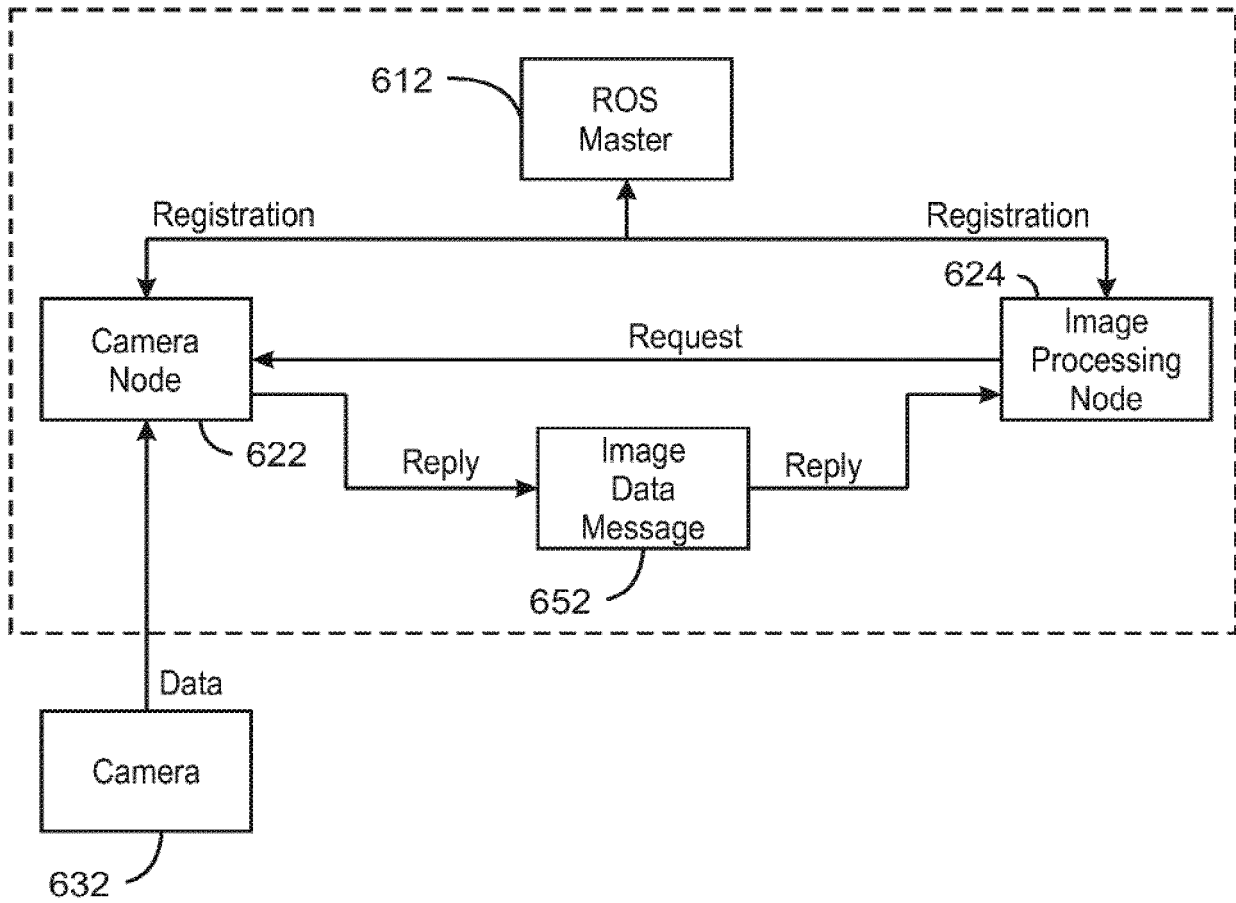 612
ROS
Master
Registration
Registration
624
Camera
Node
Request
Image
Processing
Node
622
Reply
Image
Data
Message
Reply
652
Data
Camera
632